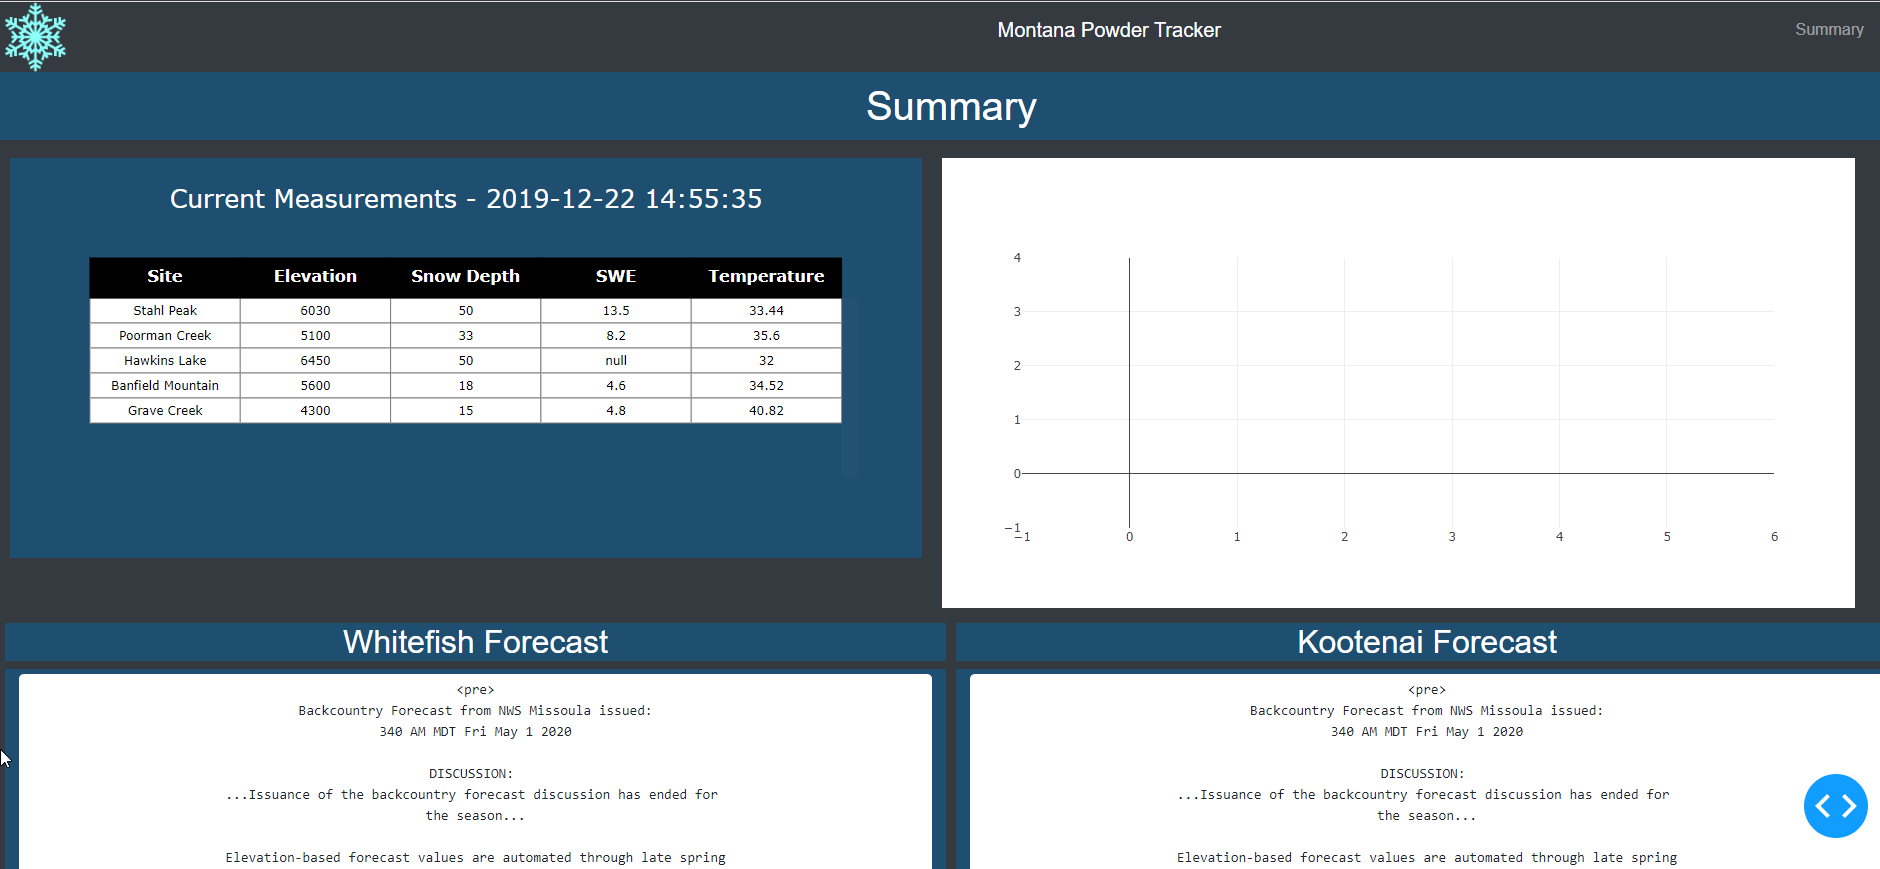 Montana Powder Tracker
Summary
Summary
Current Measurements - 2019-12-22 14:55:35
Site Elevation Snow Depth SWE Temperature
Stahl Peak 6030 50 13.5 33.44
Poorman Creek 5100 33 8.2 35.6
Hawkins Lake 6450 50 null 32
Banfield Mountain 5600 18 4.6 34.52
Grave Creek 4300 15 4.8 40.82
4
3
2
1
0
−1
−1 0 1 2 3 4 5 6
Whitefish Forecast
<pre>
Backcountry Forecast from NWS Missoula issued:
340 AM MDT Fri May 1 2020
DISCUSSION:
...Issuance of the backcountry forecast discussion has ended for
the season...
Elevation-based forecast values are automated through late spring
Kootenai Forecast
<pre>
Backcountry Forecast from NWS Missoula issued:
340 AM MDT Fri May 1 2020
DISCUSSION:
...Issuance of the backcountry forecast discussion has ended for
the season...
Elevation-based forecast values are automated through late spring